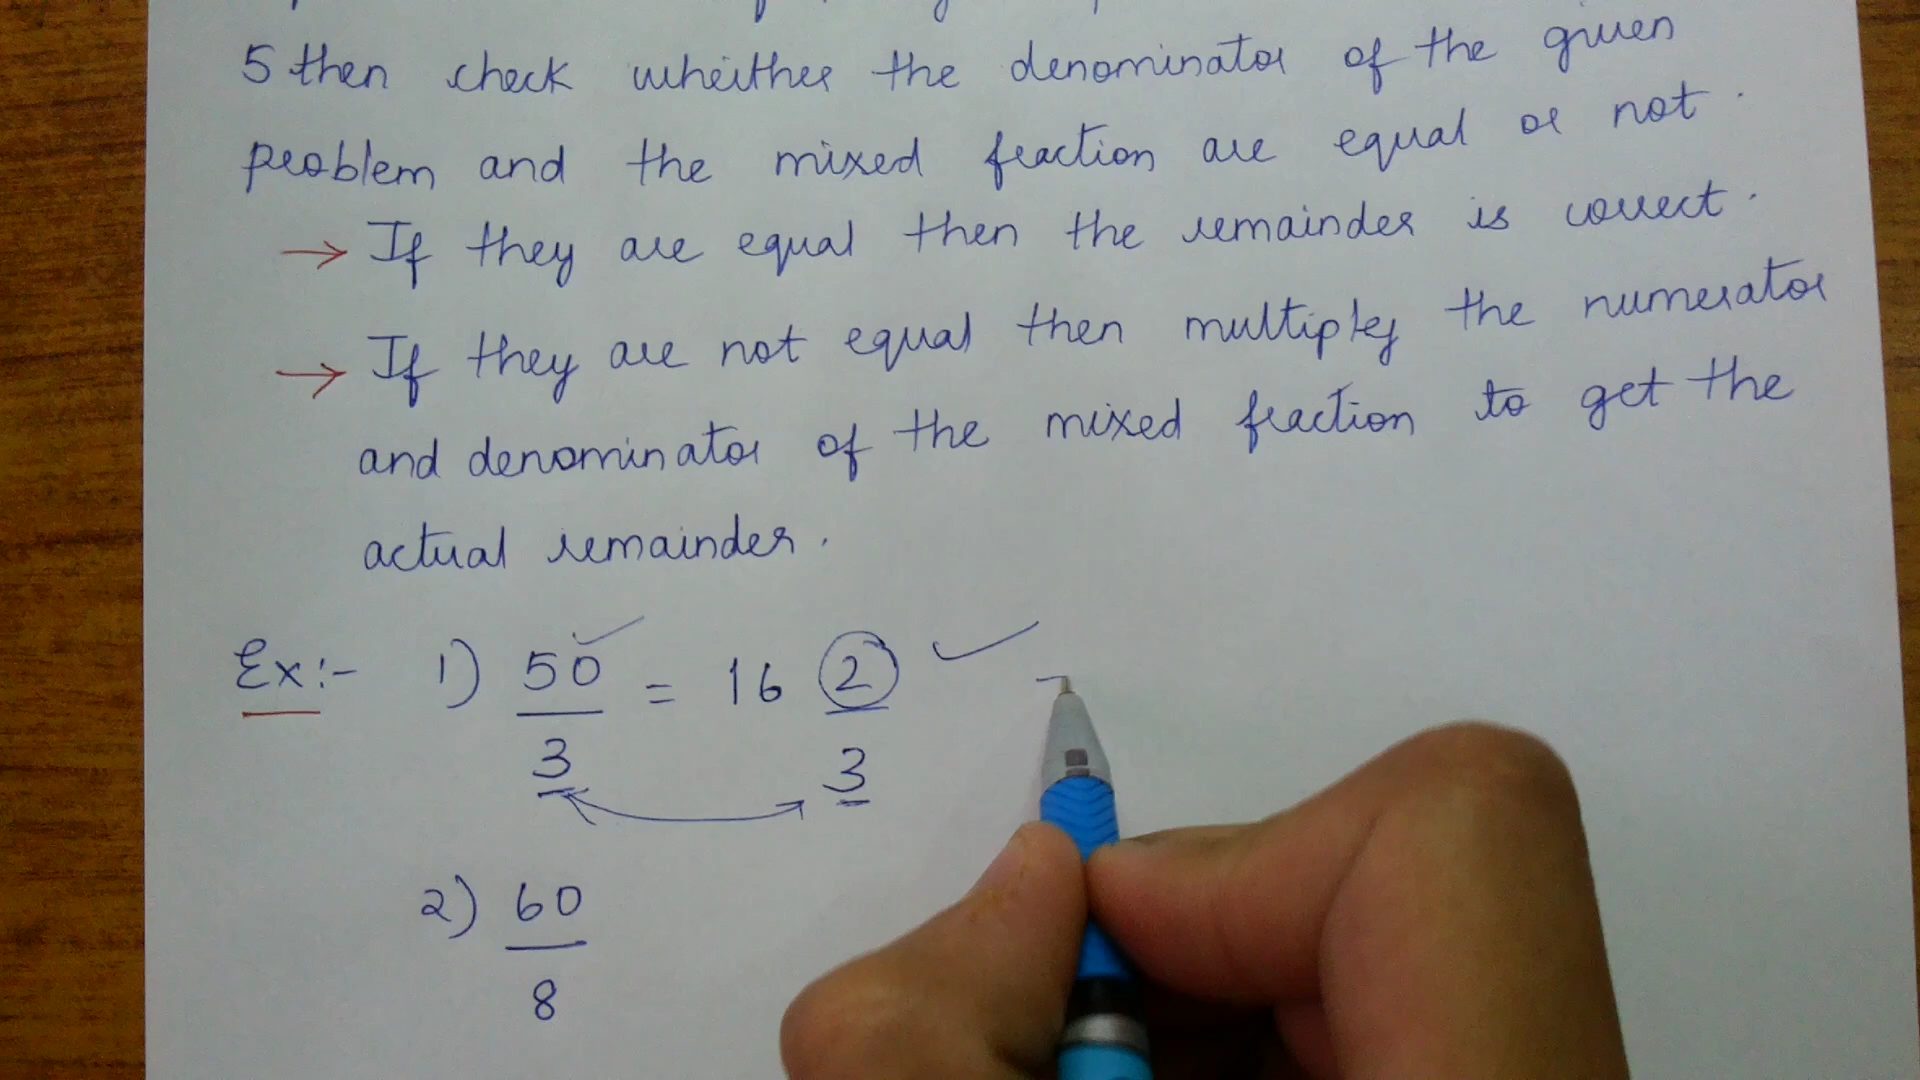 5 then check wheither the denominator of the given
problem and the mixed fraction are equal or not.
→ If they are equal then the remainder is correct.
→ If they are not equal then multiply the numerator
and denominator of the mixed fraction to get the
actual remainder.
Ex:- 1) 50/3 = 16 2/3 ✓
2) 60/8